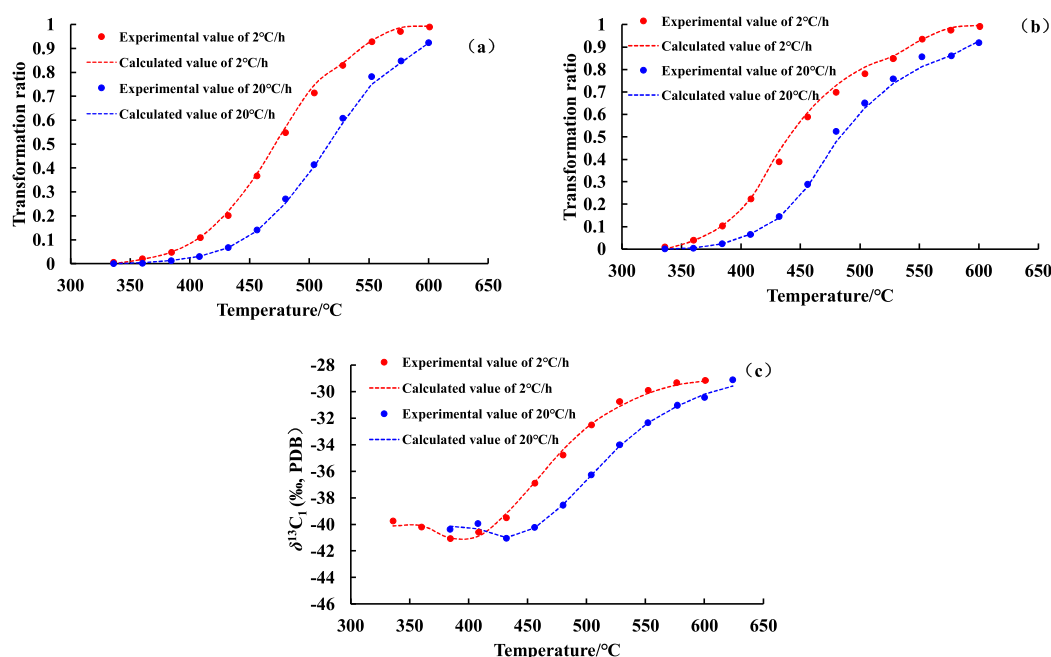 (a)
Experimental value of 2°C/h
Calculated value of 2°C/h
Experimental value of 20°C/h
Calculated value of 20°C/h
Transformation ratio
1
0.9
0.8
0.7
0.6
0.5
0.4
0.3
0.2
0.1
0
300 350 400 450 500 550 600 650
Temperature/°C
(b)
Experimental value of 2°C/h
Calculated value of 2°C/h
Experimental value of 20°C/h
Calculated value of 20°C/h
Transformation ratio
1
0.9
0.8
0.7
0.6
0.5
0.4
0.3
0.2
0.1
0
300 350 400 450 500 550 600 650
Temperature/°C
(c)
Experimental value of 2°C/h
Calculated value of 2°C/h
Experimental value of 20°C/h
Calculated value of 20°C/h
δ¹³C₁ (‰, PDB)
-28
-30
-32
-34
-36
-38
-40
-42
-44
-46
300 350 400 450 500 550 600 650
Temperature/°C